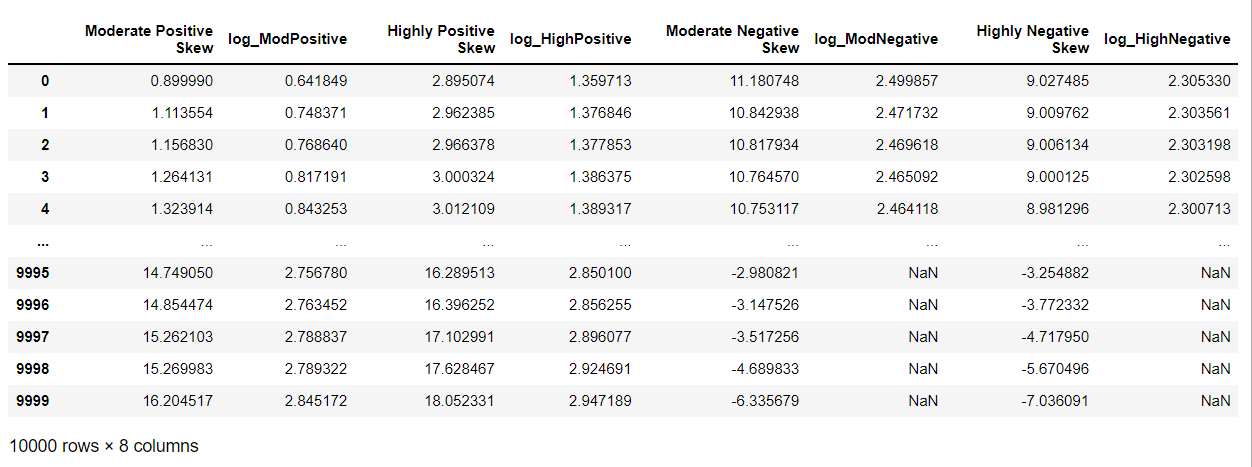 Moderate Positive Skew log_ModPositive Highly Positive Skew log_HighPositive Moderate Negative Skew log_ModNegative Highly Negative Skew log_HighNegative
0 0.899990 0.641849 2.895074 1.359713 11.180748 2.499857 9.027485 2.305330
1 1.113554 0.748371 2.962385 1.376846 10.842938 2.471732 9.009762 2.303561
2 1.156830 0.768640 2.966378 1.377853 10.817934 2.469618 9.006134 2.303198
3 1.264131 0.817191 3.000324 1.386375 10.764570 2.465092 9.000125 2.302598
4 1.323914 0.843253 3.012109 1.389317 10.753117 2.464118 8.981296 2.300713
... ... ... ... ... ... ... ... ...
9995 14.749050 2.756780 16.289513 2.850100 -2.980821 NaN -3.254882 NaN
9996 14.854474 2.763452 16.396252 2.856255 -3.147526 NaN -3.772332 NaN
9997 15.262103 2.788837 17.102991 2.896077 -3.517256 NaN -4.717950 NaN
9998 15.269983 2.789322 17.628467 2.924691 -4.689833 NaN -5.670496 NaN
9999 16.204517 2.845172 18.052331 2.947189 -6.335679 NaN -7.036091 NaN
10000 rows × 8 columns